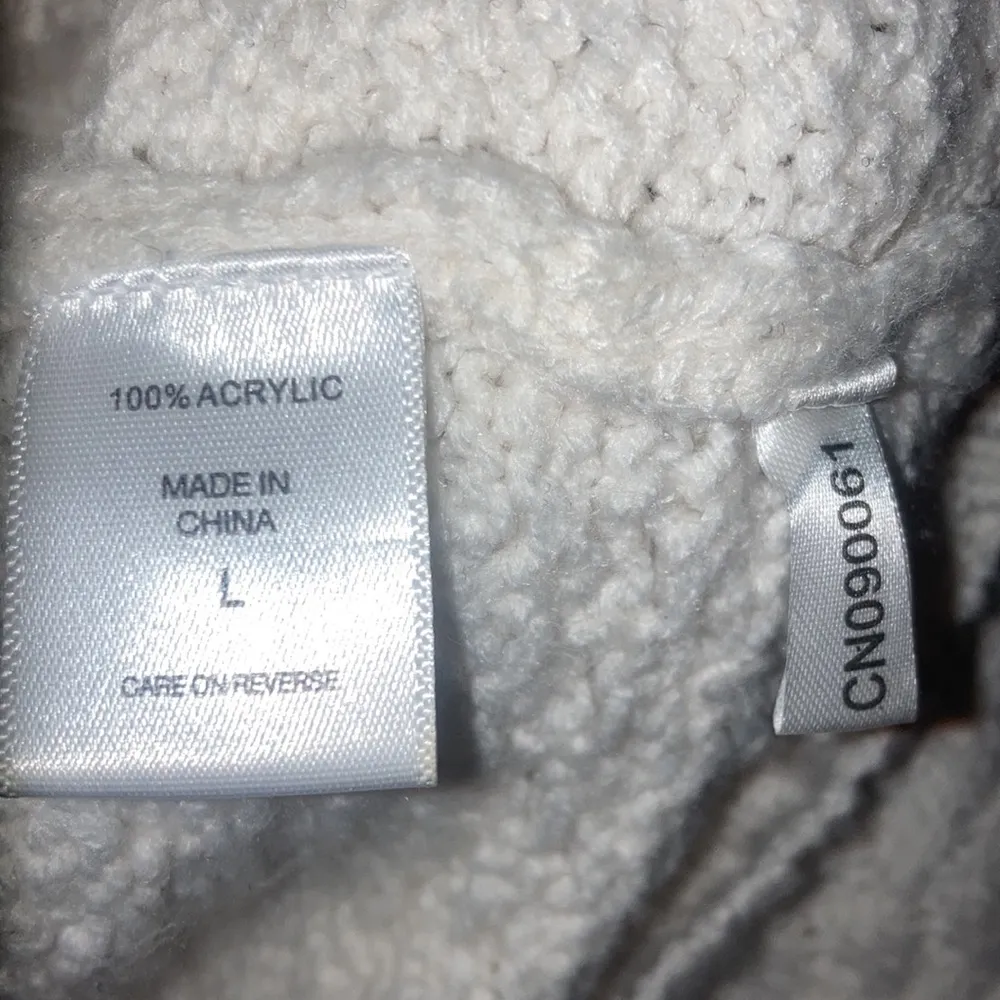 100% ACRYLIC
MADE IN
CHINA
L
CARE ON REVERSE
CN090061